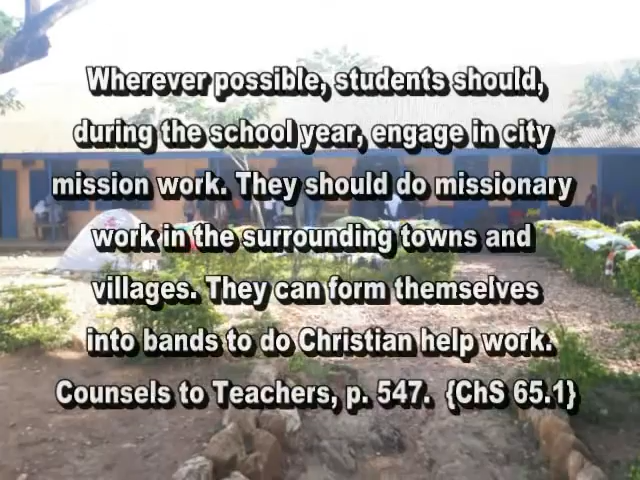 Wherever possible, students should,
during the school year, engage in city
mission work. They should do missionary
work in the surrounding towns and
villages. They can form themselves
into bands to do Christian help work.
Counsels to Teachers, p. 547. {ChS 65.1}